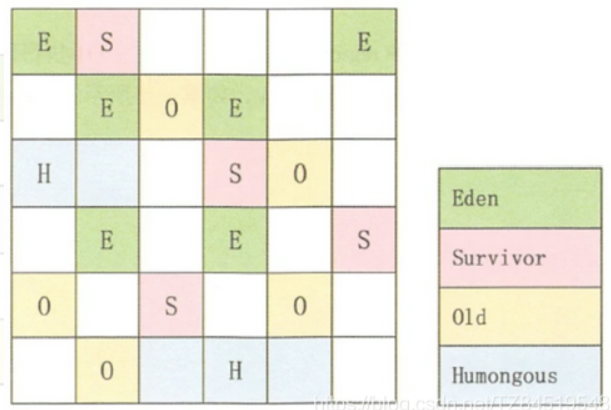 E S E
E O E
H S O
E E S
O S O
O H
Eden
Survivor
Old
Humongous